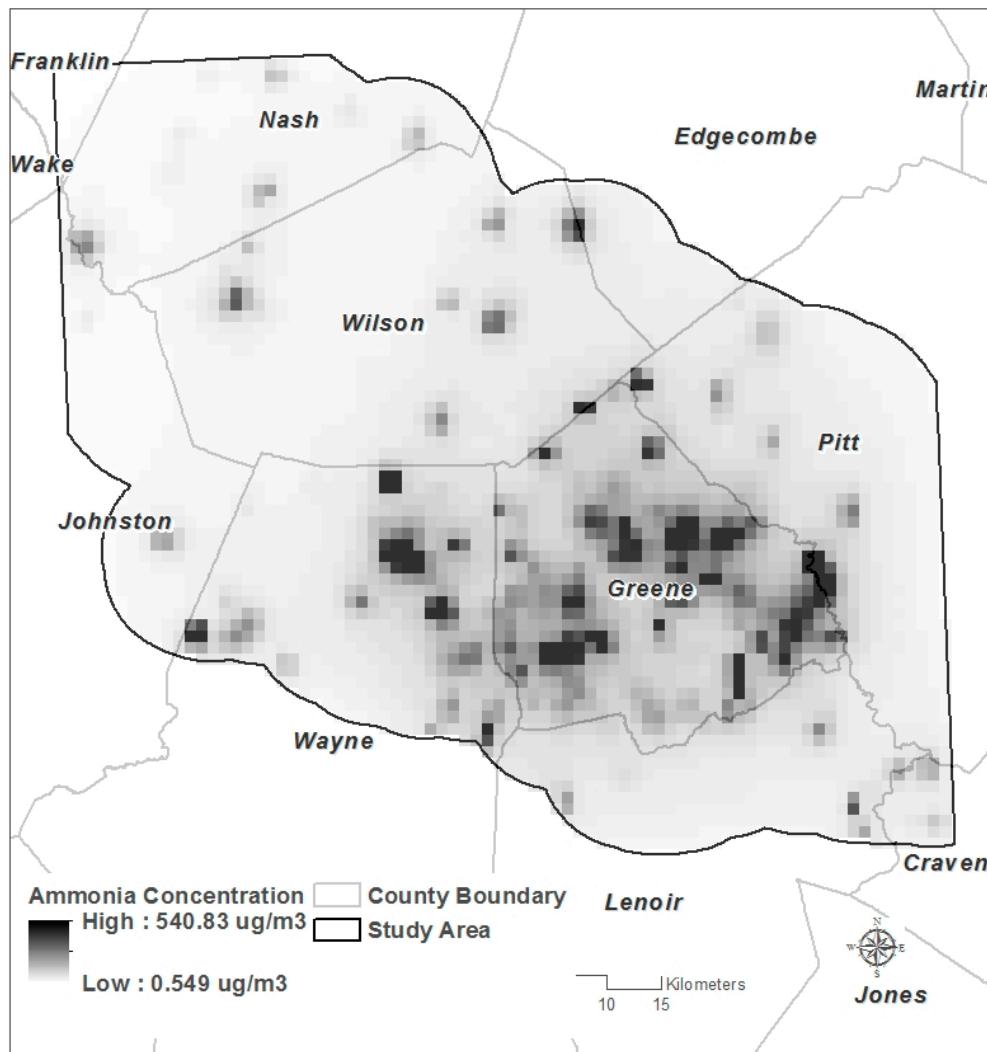 Franklin
Nash
Martin
Edgecombe
Wake
Wilson
Pitt
Johnston
Greene
Wayne
Craven
Lenoir
Jones
Ammonia Concentration
High : 540.83 ug/m3
Low : 0.549 ug/m3
County Boundary
Study Area
Kilometers
10 15
N
W E
S